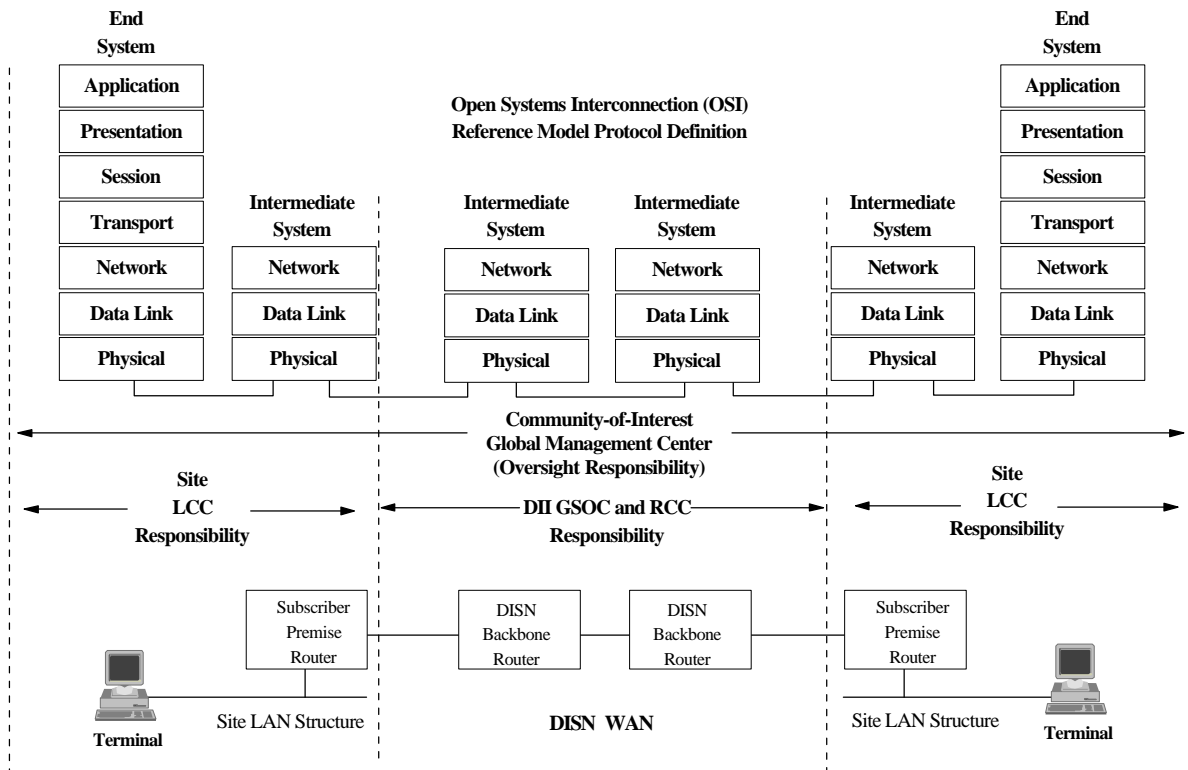 End
System
Application
Presentation
Session
Transport
Network
Data Link
Physical
Intermediate
System
Network
Data Link
Physical
Open Systems Interconnection (OSI)
Reference Model Protocol Definition
Intermediate
System
Network
Data Link
Physical
Intermediate
System
Network
Data Link
Physical
Intermediate
System
Network
Data Link
Physical
End
System
Application
Presentation
Session
Transport
Network
Data Link
Physical
Community-of-Interest
Global Management Center
(Oversight Responsibility)
Site
LCC
Responsibility
DII GSOC and RCC
Responsibility
Site
LCC
Responsibility
Subscriber
Premise
Router
DISN
Backbone
Router
DISN
Backbone
Router
Subscriber
Premise
Router
Terminal
Site LAN Structure
DISN WAN
Site LAN Structure
Terminal